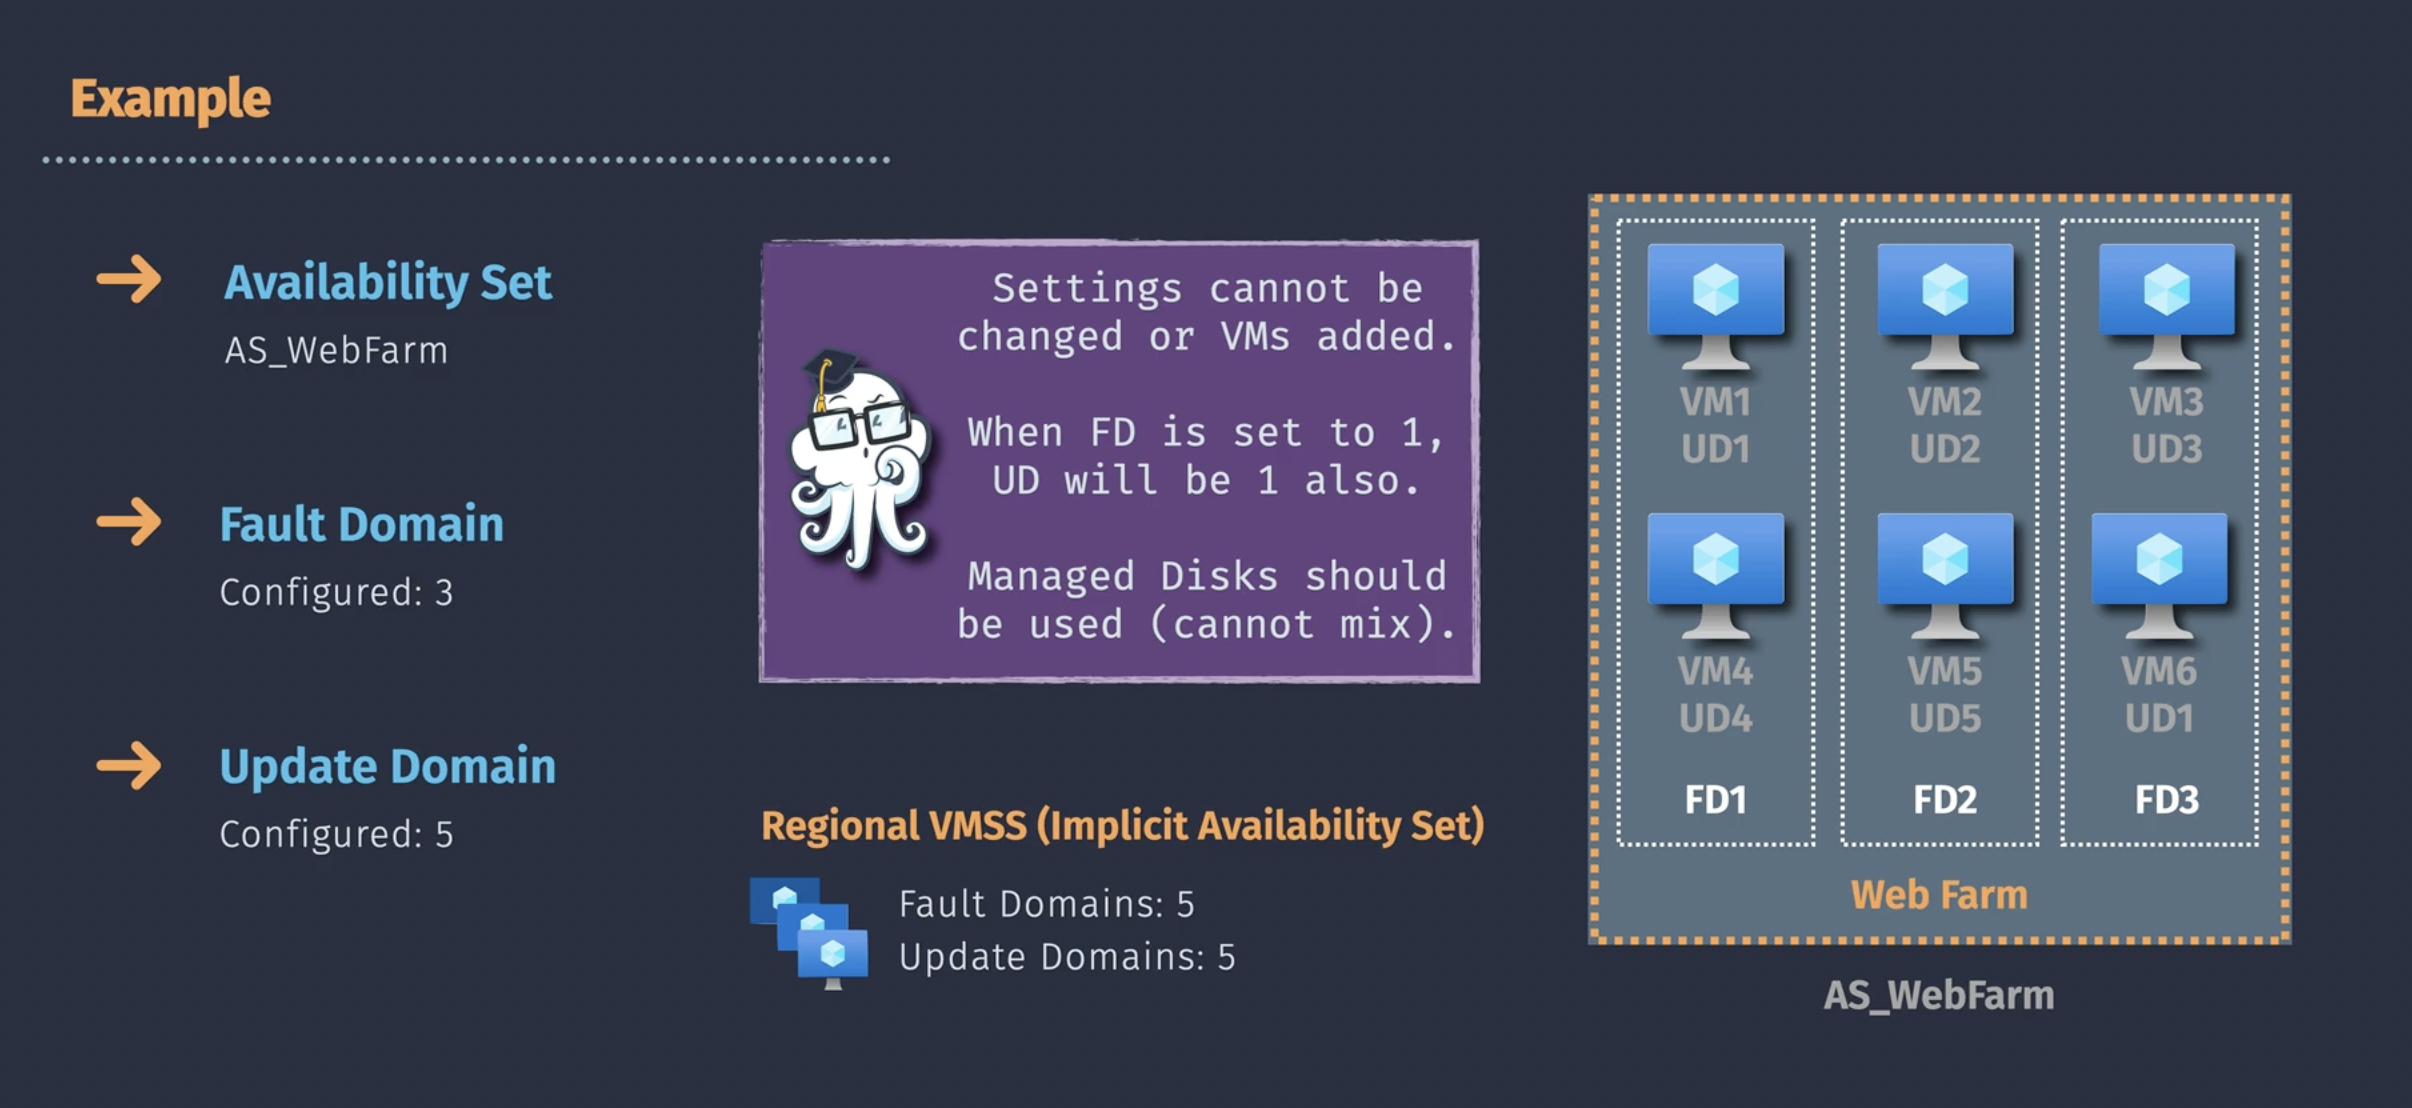 Example
Availability Set
AS_WebFarm
Fault Domain
Configured: 3
Update Domain
Configured: 5
Settings cannot be
changed or VMs added.
When FD is set to 1,
UD will be 1 also.
Managed Disks should
be used (cannot mix).
Regional VMSS (Implicit Availability Set)
Fault Domains: 5
Update Domains: 5
VM1
UD1
VM2
UD2
VM3
UD3
VM4
UD4
VM5
UD5
VM6
UD1
FD1
FD2
FD3
Web Farm
AS_WebFarm